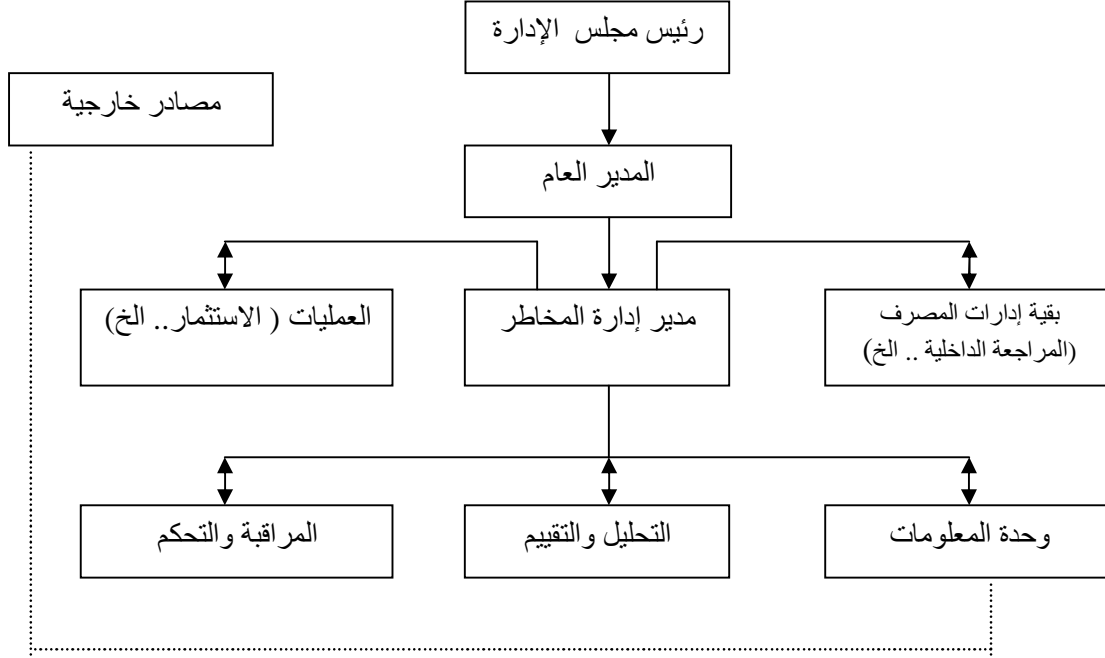 رئيس مجلس الإدارة
مصادر خارجية
المدير العام
بقية إدارات المصرف
(المراجعة الداخلية .. الخ)
مدير إدارة المخاطر
العمليات ( الاستثمار.. الخ)
وحدة المعلومات
التحليل والتقييم
المراقبة والتحكم